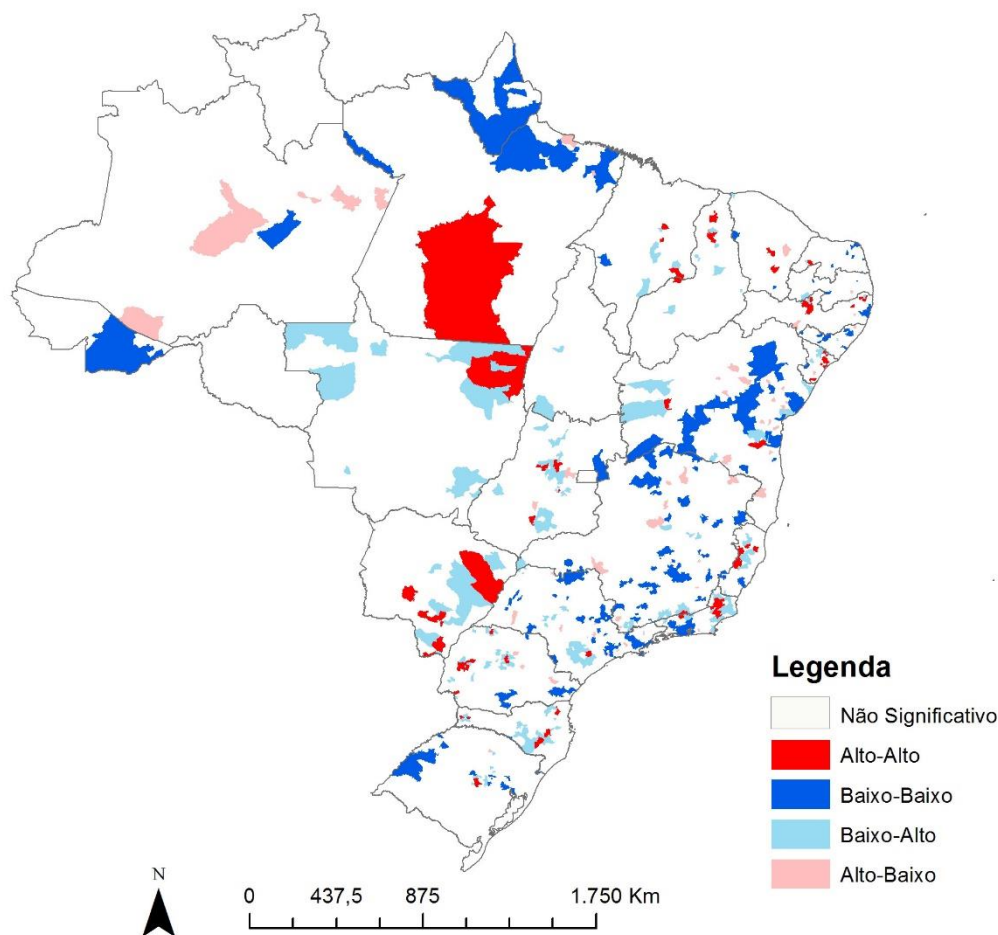 Legenda
Não Significativo
Alto-Alto
Baixo-Baixo
Baixo-Alto
Alto-Baixo
N
0 437,5 875 1.750 Km